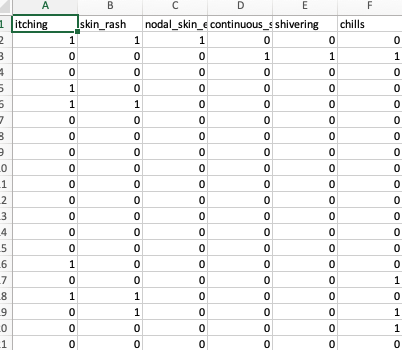 A B C D E F
1 itching skin_rash nodal_skin_e continuous_s shivering chills
2 1 1 1 0 0 0
3 0 0 0 1 1 1
4 0 0 0 0 0 0
5 1 0 0 0 0 0
6 1 1 0 0 0 0
7 0 0 0 0 0 0
8 0 0 0 0 0 0
9 0 0 0 0 0 0
0 0 0 0 0 0 0
1 0 0 0 0 0 0
2 0 0 0 0 0 0
3 0 0 0 0 0 0
4 0 0 0 0 0 0
5 0 0 0 0 0 0
6 1 0 0 0 0 0
7 0 0 0 0 0 1
8 1 1 0 0 0 0
9 0 1 0 0 0 1
0 0 0 0 0 0 1
1 0 0 0 0 0 0